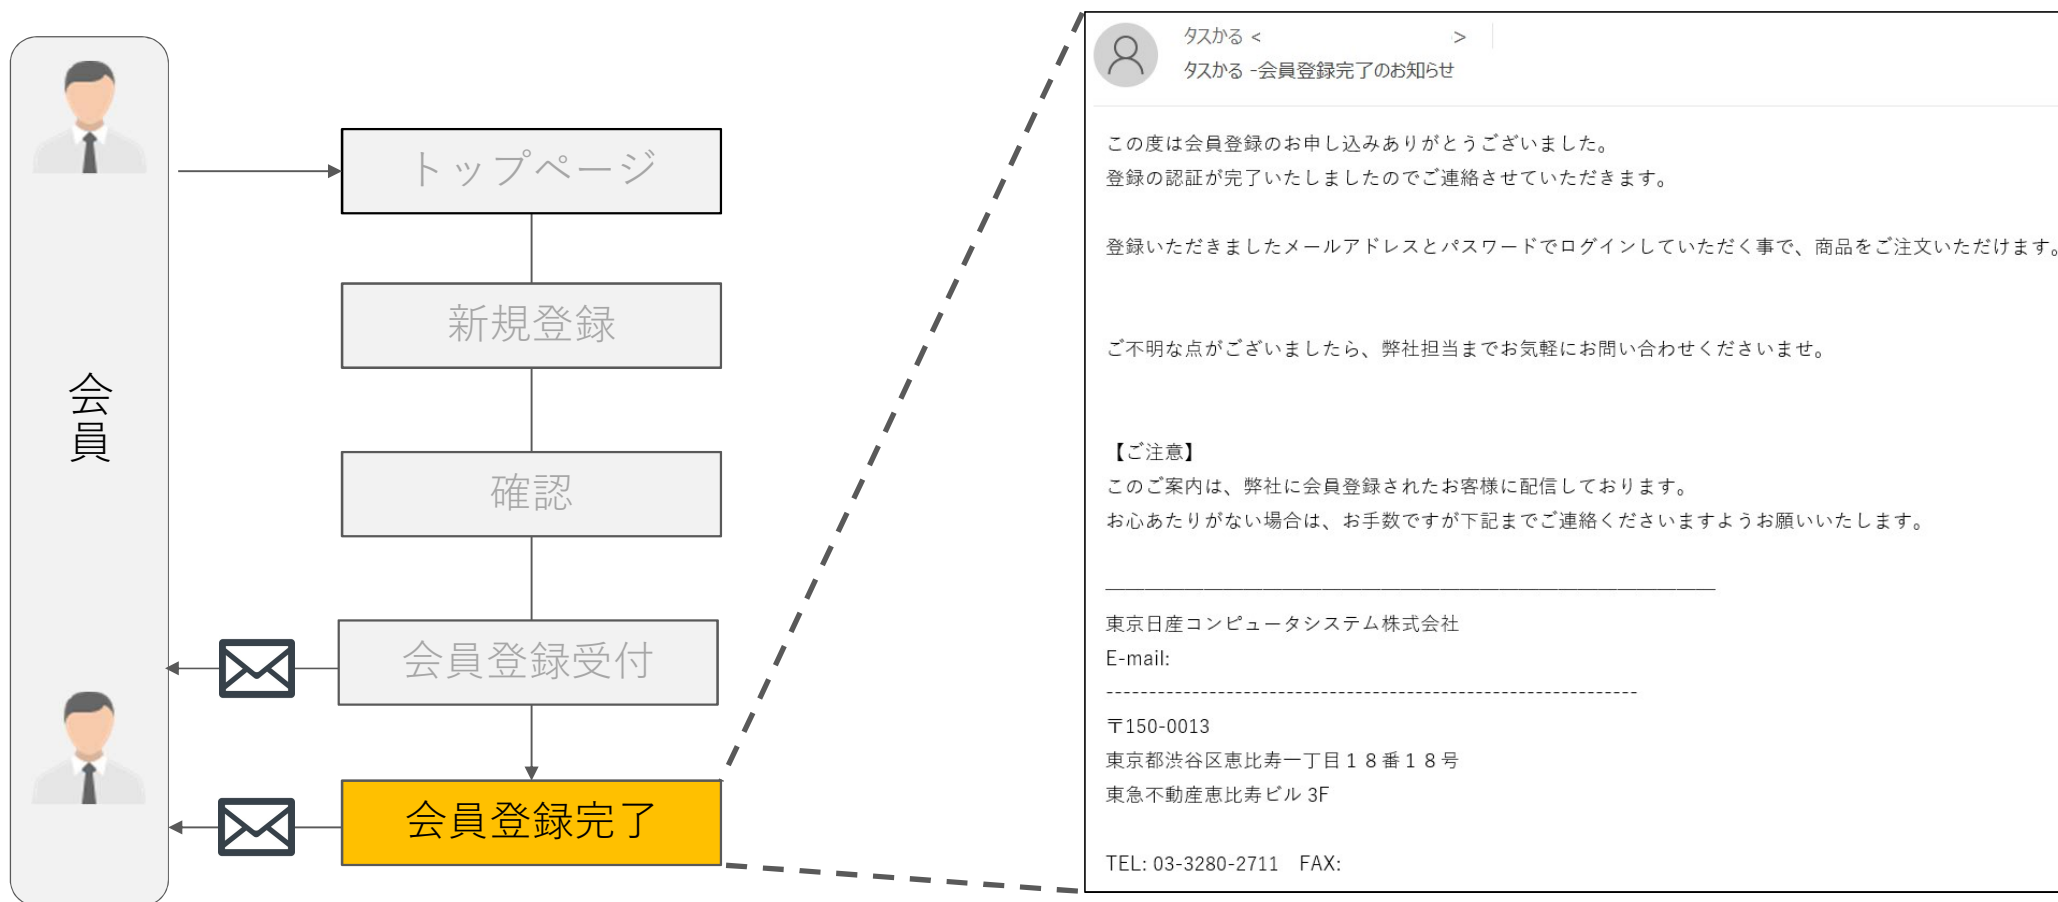 会員
トップページ
新規登録
確認
会員登録受付
会員登録完了
タスかる < >
タスかる -会員登録完了のお知らせ
この度は会員登録のお申し込みありがとうございました。
登録の認証が完了いたしましたのでご連絡させていただきます。
登録いただきましたメールアドレスとパスワードでログインしていただく事で、商品をご注文いただけます。
ご不明な点がございましたら、弊社担当までお気軽にお問い合わせくださいませ。
【ご注意】
このご案内は、弊社に会員登録されたお客様に配信しております。
お心あたりがない場合は、お手数ですが下記までご連絡くださいますようお願いいたします。
東京日産コンピュータシステム株式会社
E-mail:
〒150-0013
東京都渋谷区恵比寿一丁目１８番１８号
東急不動産恵比寿ビル 3F
TEL: 03-3280-2711　FAX: